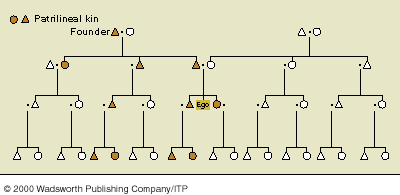 Patrilineal kin
Founder
Ego
© 2000 Wadsworth Publishing Company/ITP